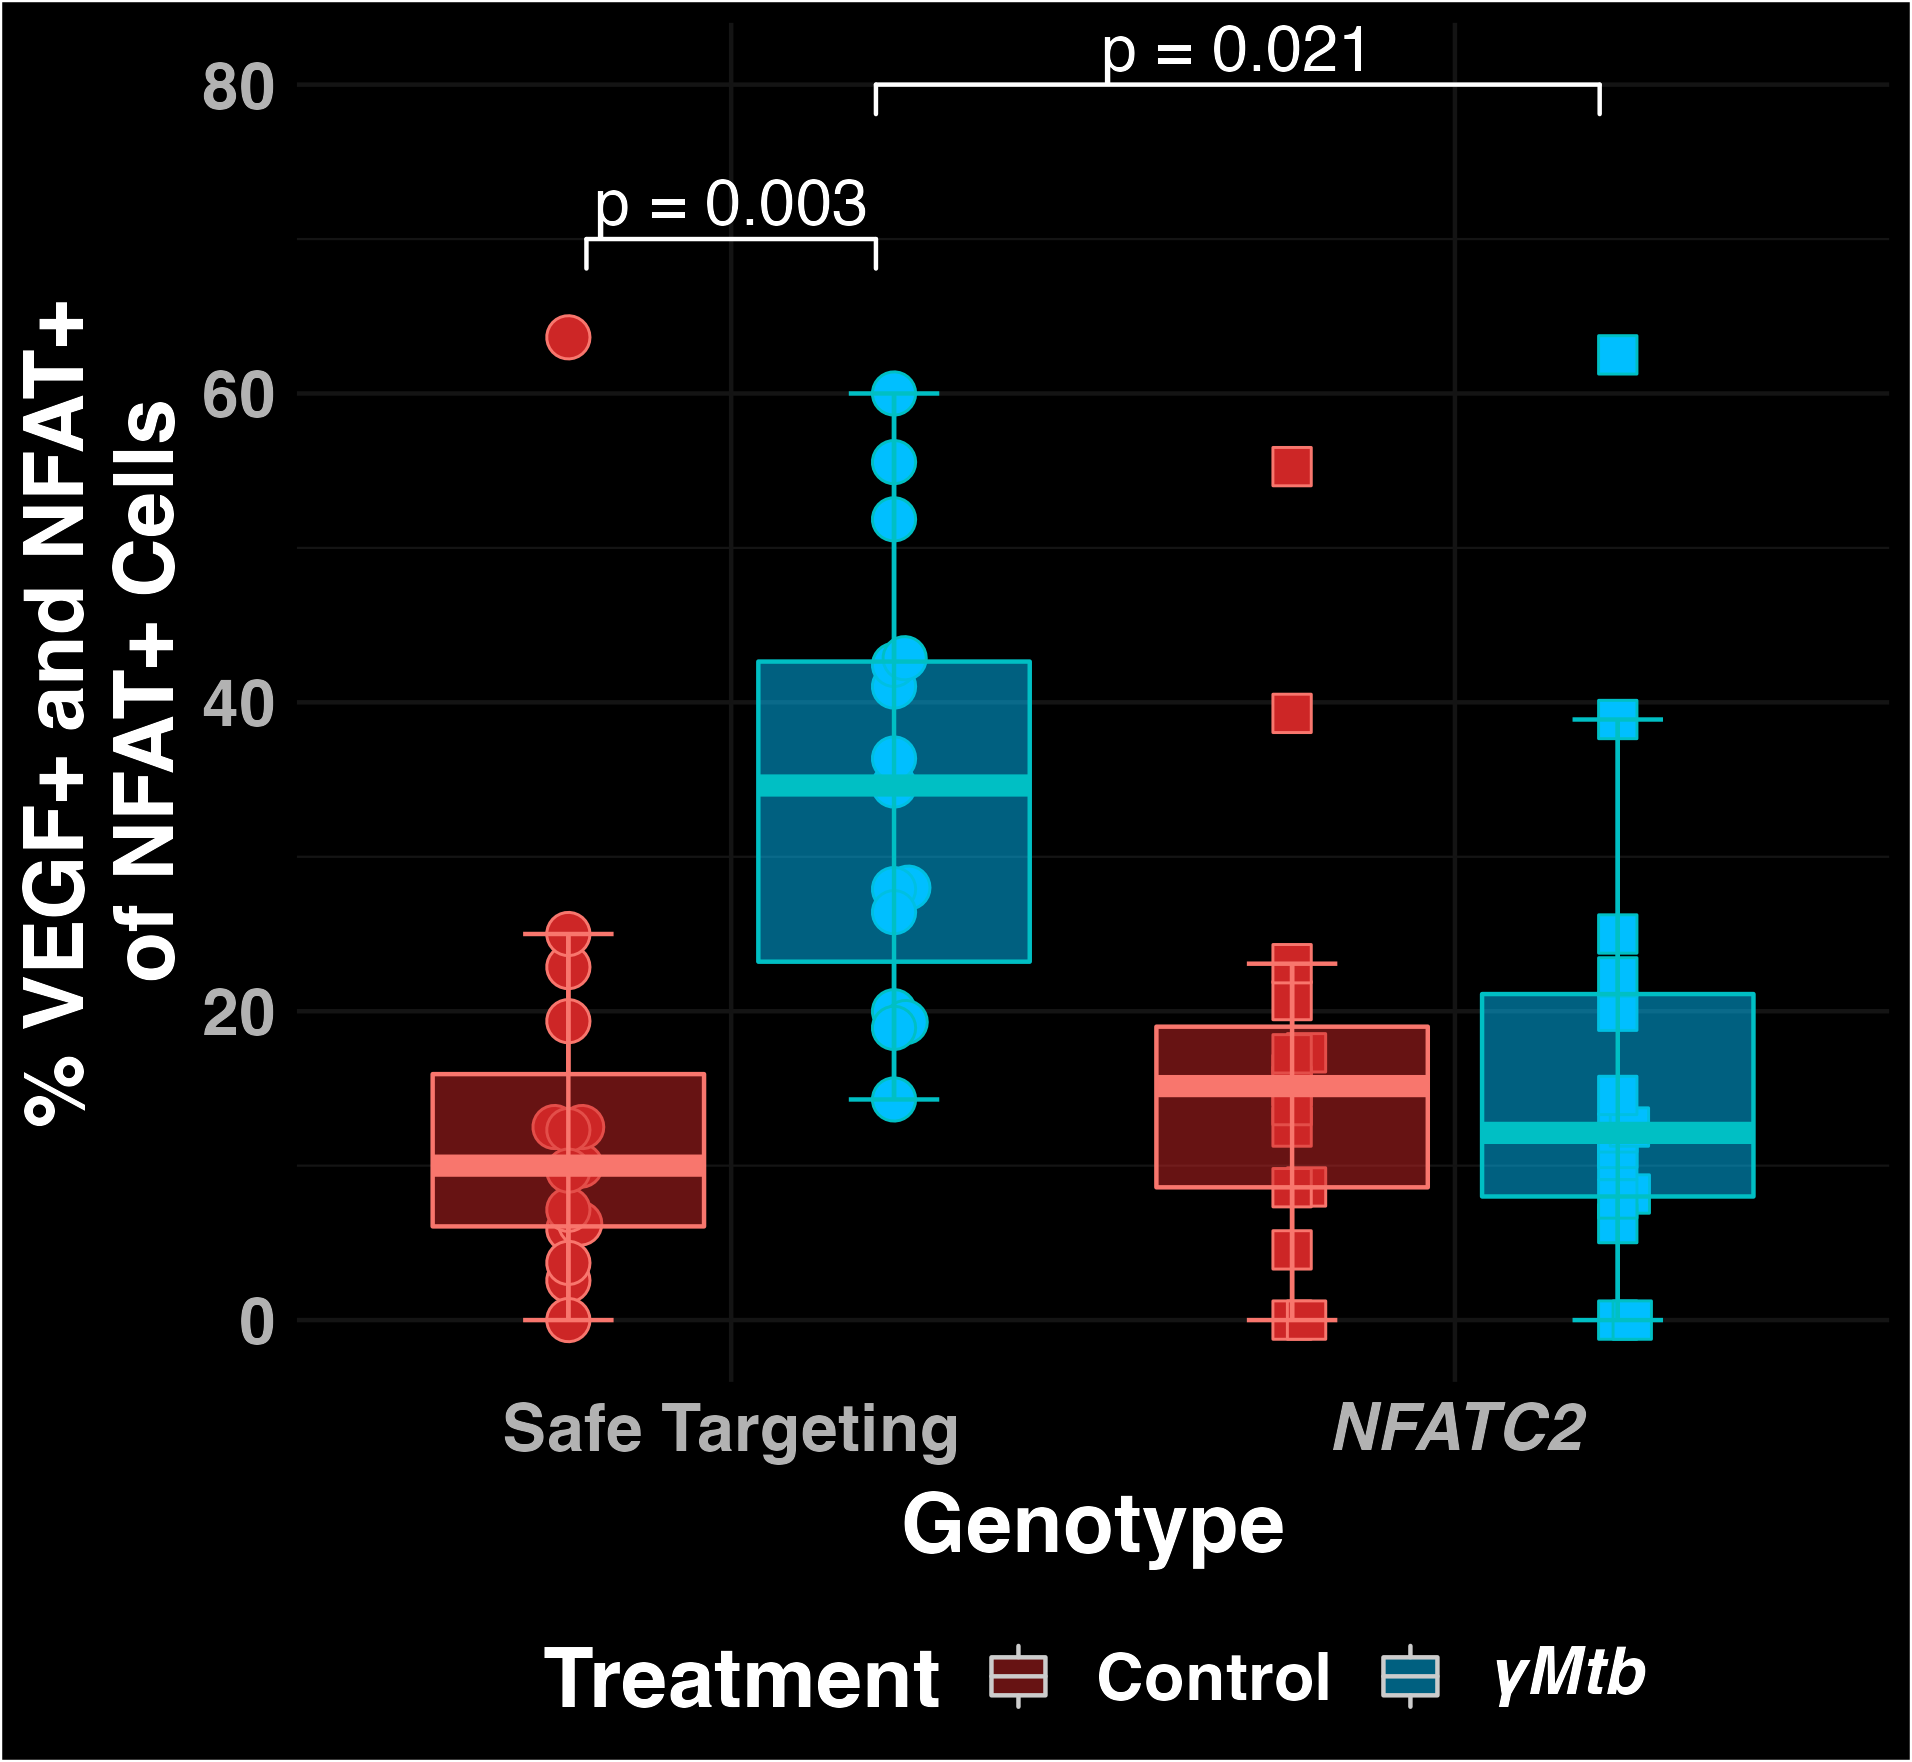 p = 0.021
p = 0.003
% VEGF+ and NFAT+
of NFAT+ Cells
80
60
40
20
0
Safe Targeting
NFATC2
Genotype
Treatment Control γMtb